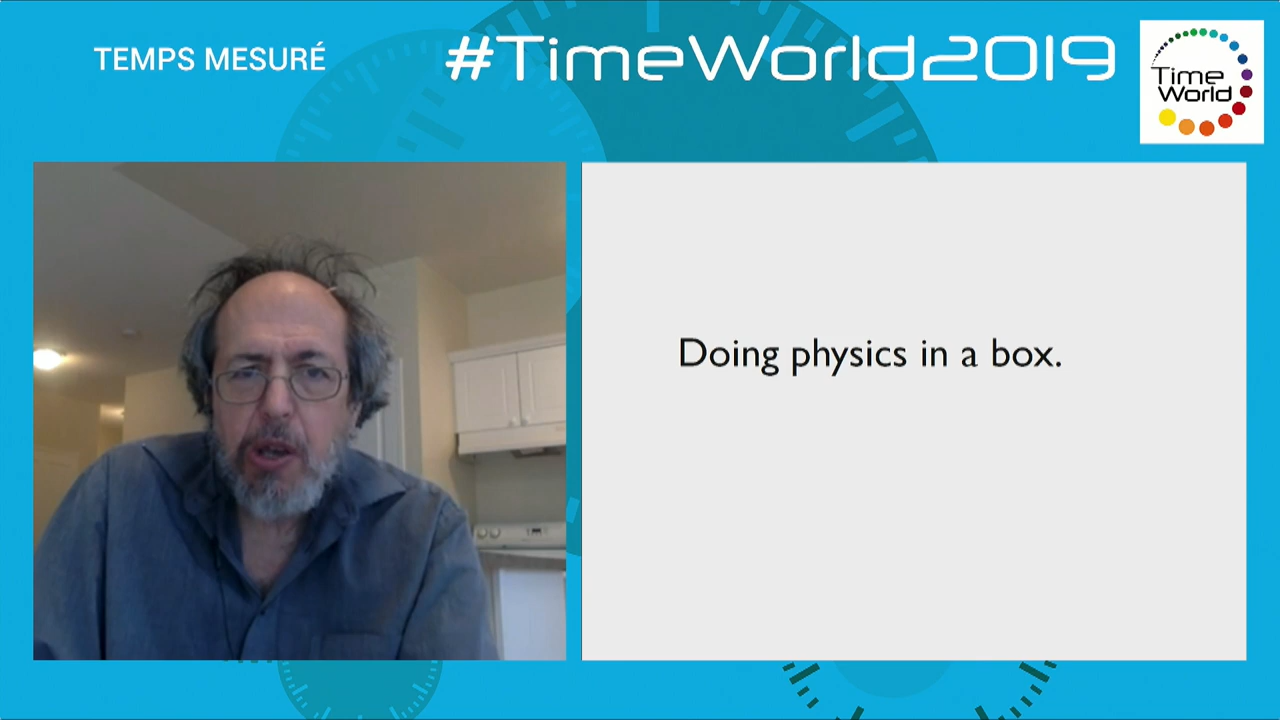 TEMPS MESURÉ
#TimeWorld2019
Time
World
Doing physics in a box.